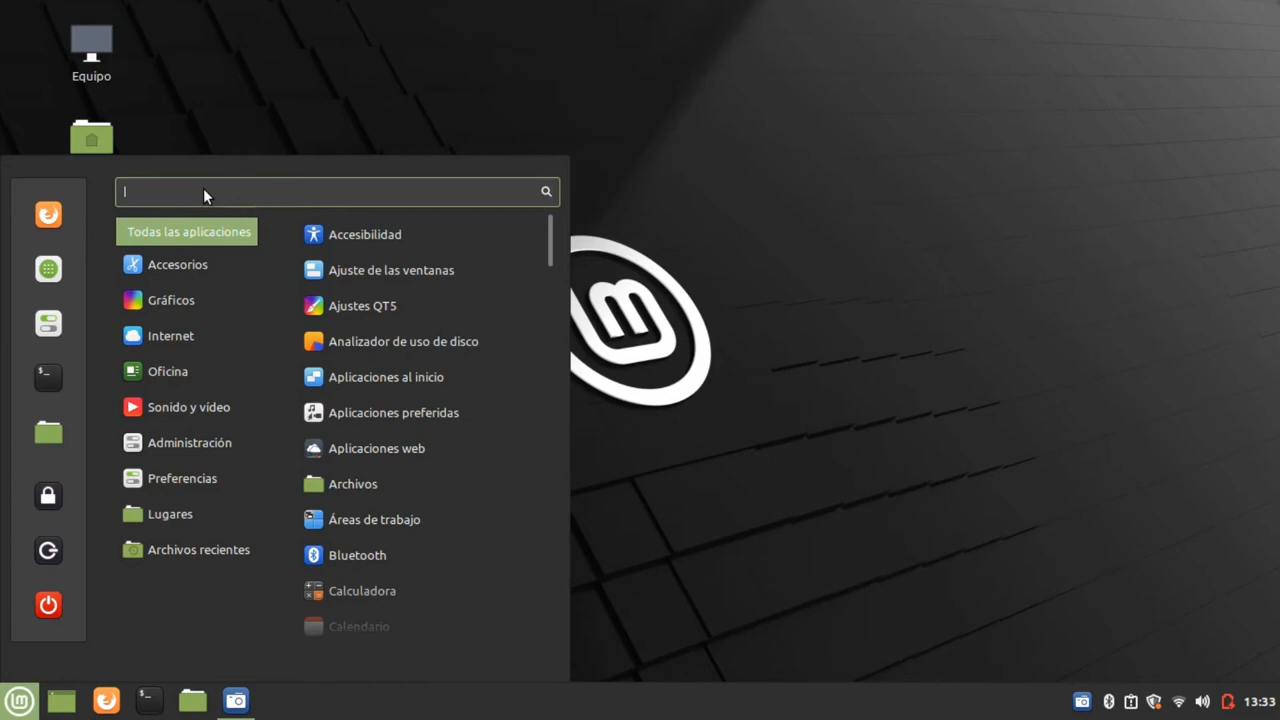 Equipo
Todas las aplicaciones
Accesorios
Gráficos
Internet
Oficina
Sonido y vídeo
Administración
Preferencias
Lugares
Archivos recientes
Accesibilidad
Ajuste de las ventanas
Ajustes QT5
Analizador de uso de disco
Aplicaciones al inicio
Aplicaciones preferidas
Aplicaciones web
Archivos
Áreas de trabajo
Bluetooth
Calculadora
Calendario
13:33